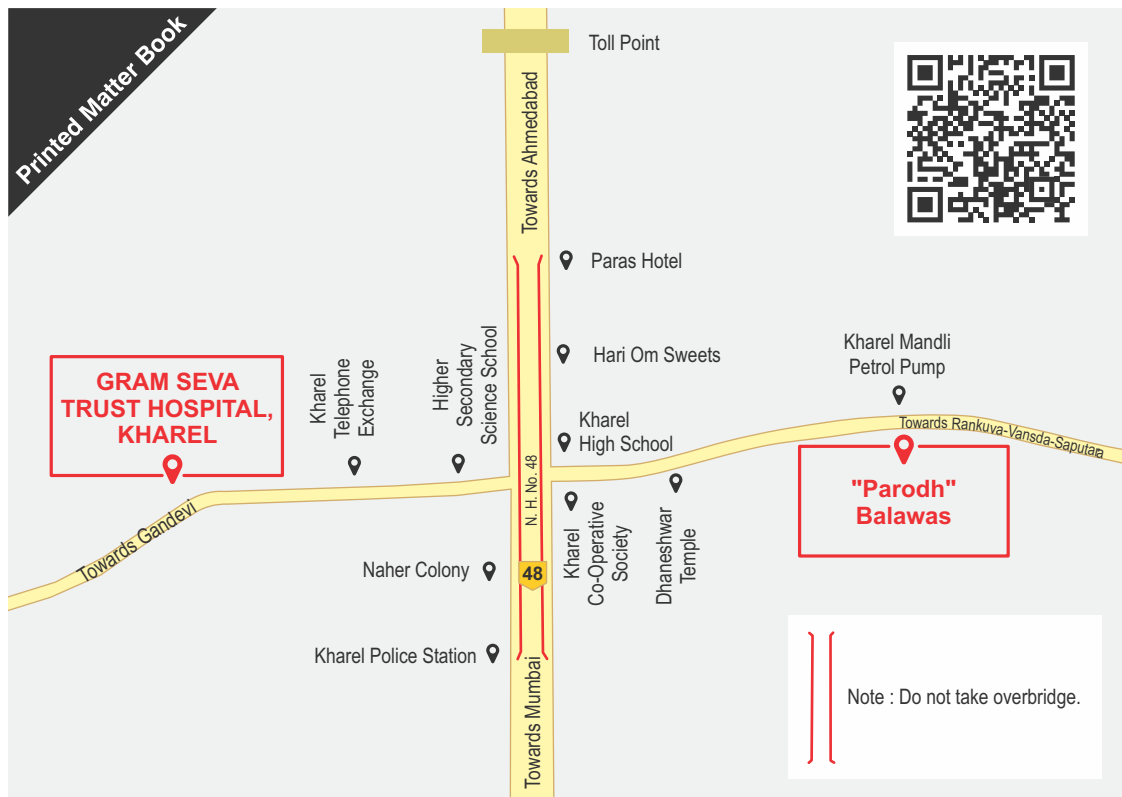 Printed Matter Book
Toll Point
Towards Ahmedabad
Paras Hotel
Hari Om Sweets
Kharel Mandli
Petrol Pump
Higher
Secondary
Science School
Kharel
Telephone
Exchange
GRAM SEVA
TRUST HOSPITAL,
KHAREL
Kharel
High School
Towards Rankuva-Vansda-Saputara
N. H. No. 48
"Parodh"
Balawas
Towards Gandevi
Kharel
Co-Operative
Society
Dhaneshwar
Temple
Naher Colony
48
Kharel Police Station
Towards Mumbai
Note : Do not take overbridge.